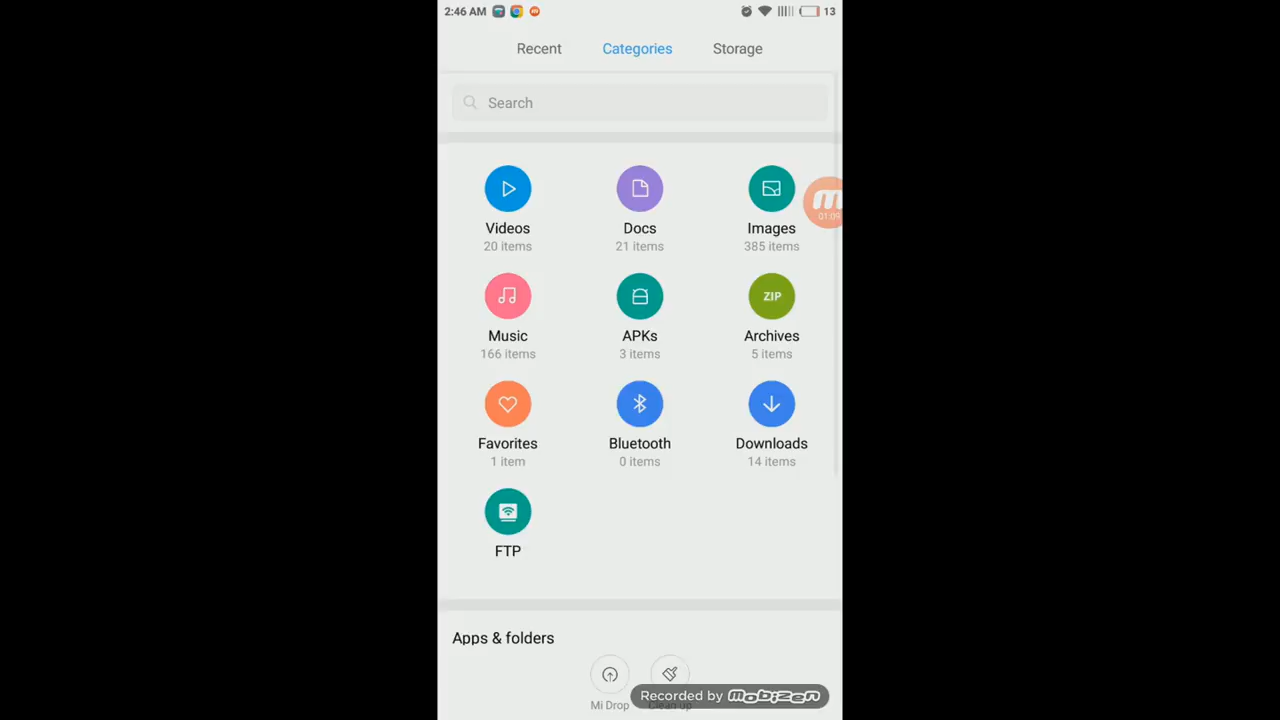 2:46 AM 13
Recent Categories Storage
Search
Videos Docs Images
20 items 21 items 385 items
01:09
ZIP
Music APKs Archives
166 items 3 items 5 items
Favorites Bluetooth Downloads
1 item 0 items 14 items
FTP
Apps & folders
Recorded by mobizen
Mi Drop Clean up